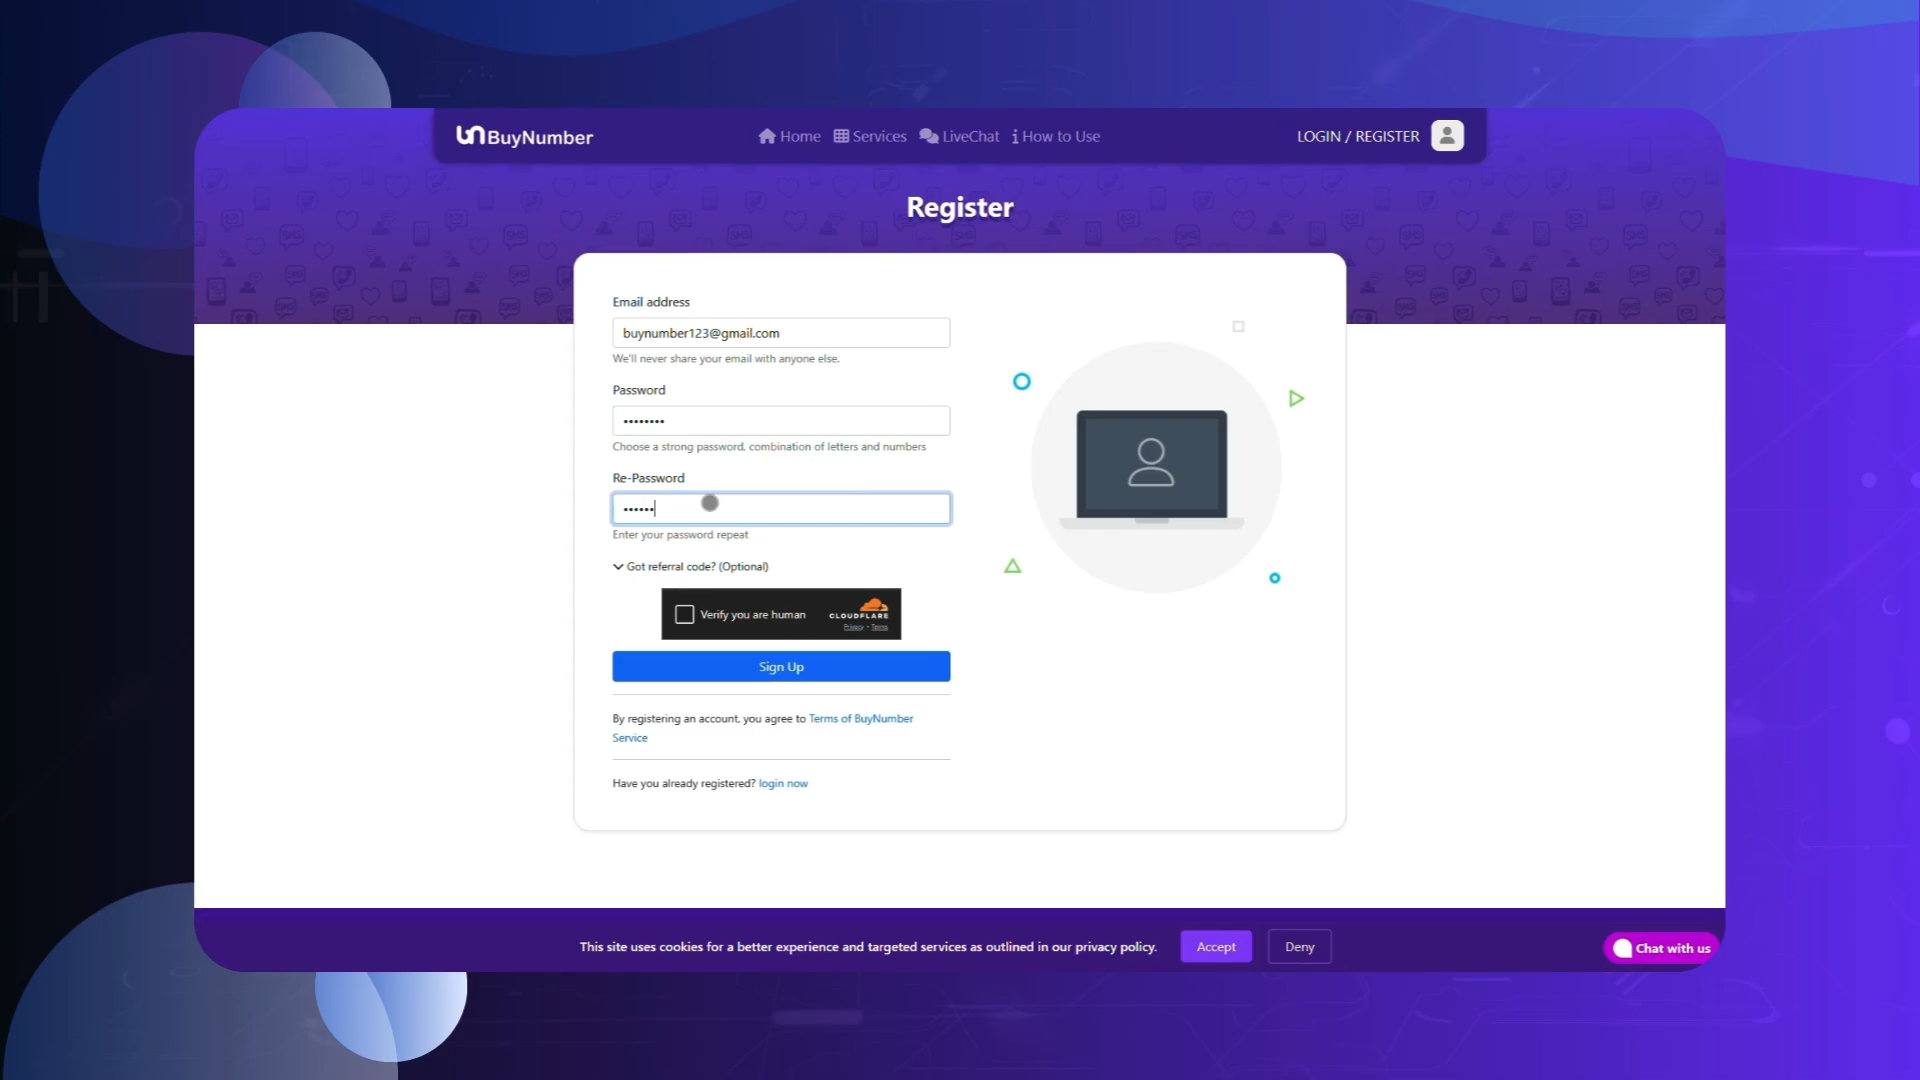 BuyNumber
Home Services LiveChat How to Use
LOGIN / REGISTER
Register
Email address
buynumber123@gmail.com
We'll never share your email with anyone else.
Password
••••••••
Choose a strong password, combination of letters and numbers
Re-Password
••••••
Enter your password repeat
Got referral code? (Optional)
Verify you are human
CLOUDFLARE
Privacy • Terms
Sign Up
By registering an account, you agree to Terms of BuyNumber
Service
Have you already registered? login now
This site uses cookies for a better experience and targeted services as outlined in our privacy policy.
Accept
Deny
Chat with us